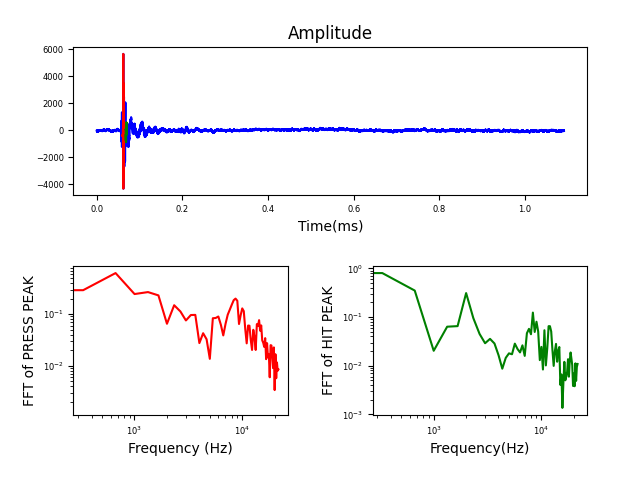 Amplitude
6000
4000
2000
0
−2000
−4000
0.0 0.2 0.4 0.6 0.8 1.0
Time(ms)
FFT of PRESS PEAK
10⁻¹
10⁻²
10³ 10⁴
Frequency (Hz)
FFT of HIT PEAK
10⁰
10⁻¹
10⁻²
10⁻³
10³ 10⁴
Frequency(Hz)